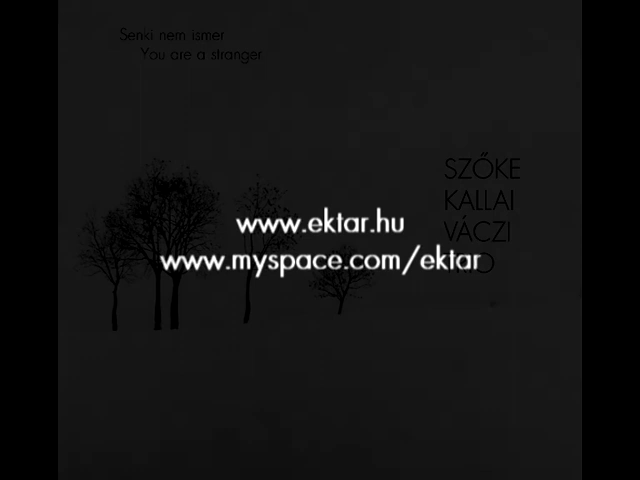 Senki nem ismer
You are a stranger
SZŐKE
KALLAI
VÁCZI
www.ektar.hu
www.myspace.com/ektar